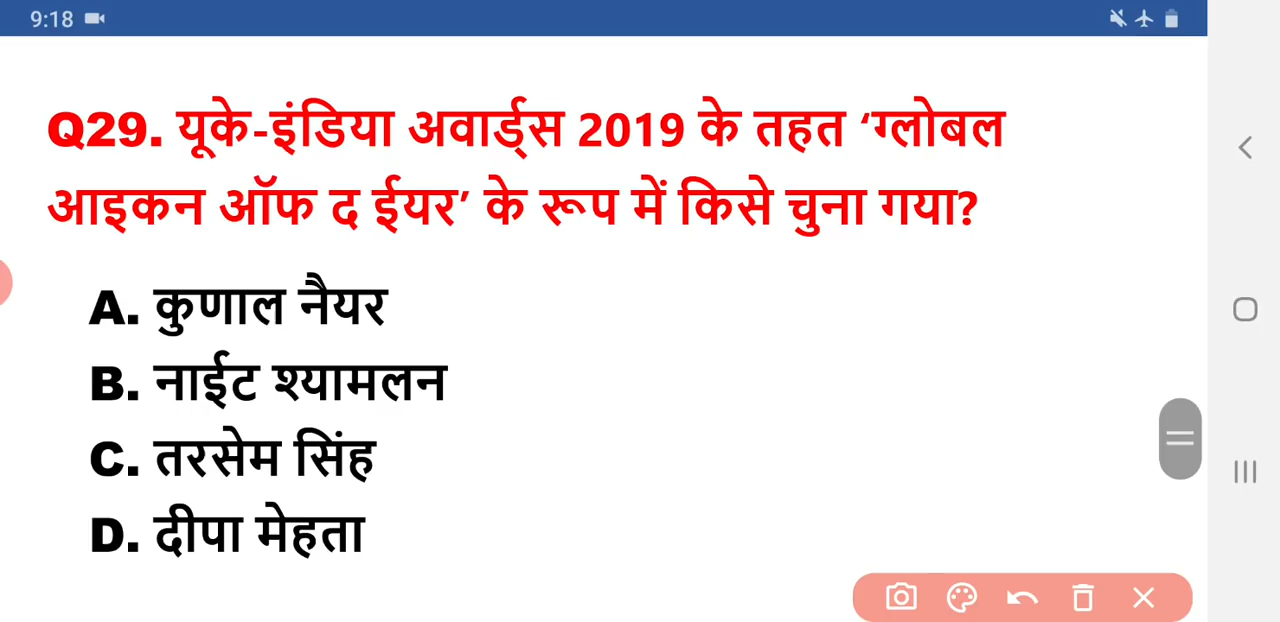 9:18
Q29. यूके-इंडिया अवार्ड्स 2019 के तहत ‘ग्लोबल
आइकन ऑफ द ईयर’ के रूप में किसे चुना गया?
A. कुणाल नैयर
B. नाईट श्यामलन
C. तरसेम सिंह
D. दीपा मेहता